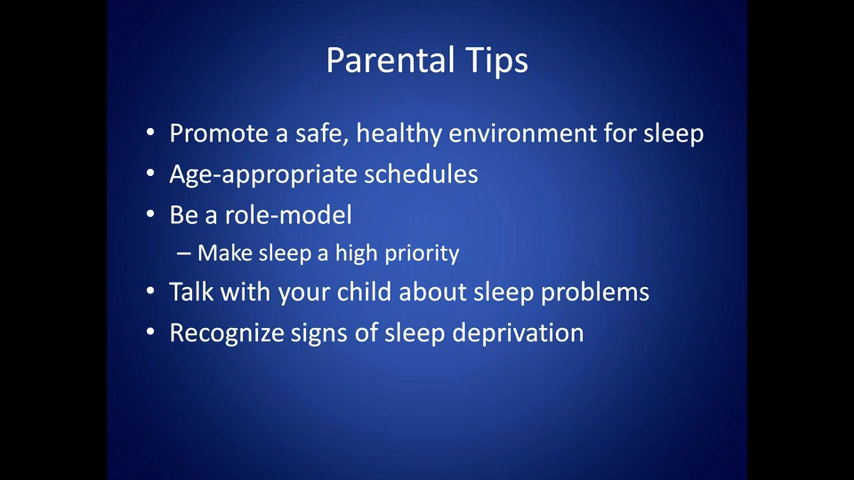 Parental Tips
• Promote a safe, healthy environment for sleep
• Age-appropriate schedules
• Be a role-model
– Make sleep a high priority
• Talk with your child about sleep problems
• Recognize signs of sleep deprivation